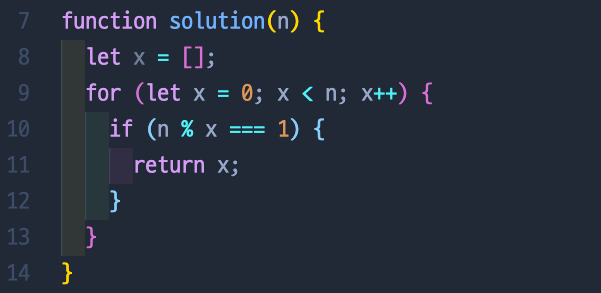 7 function solution(n) {
8 let x = [];
9 for (let x = 0; x < n; x++) {
10 if (n % x === 1) {
11 return x;
12 }
13 }
14 }